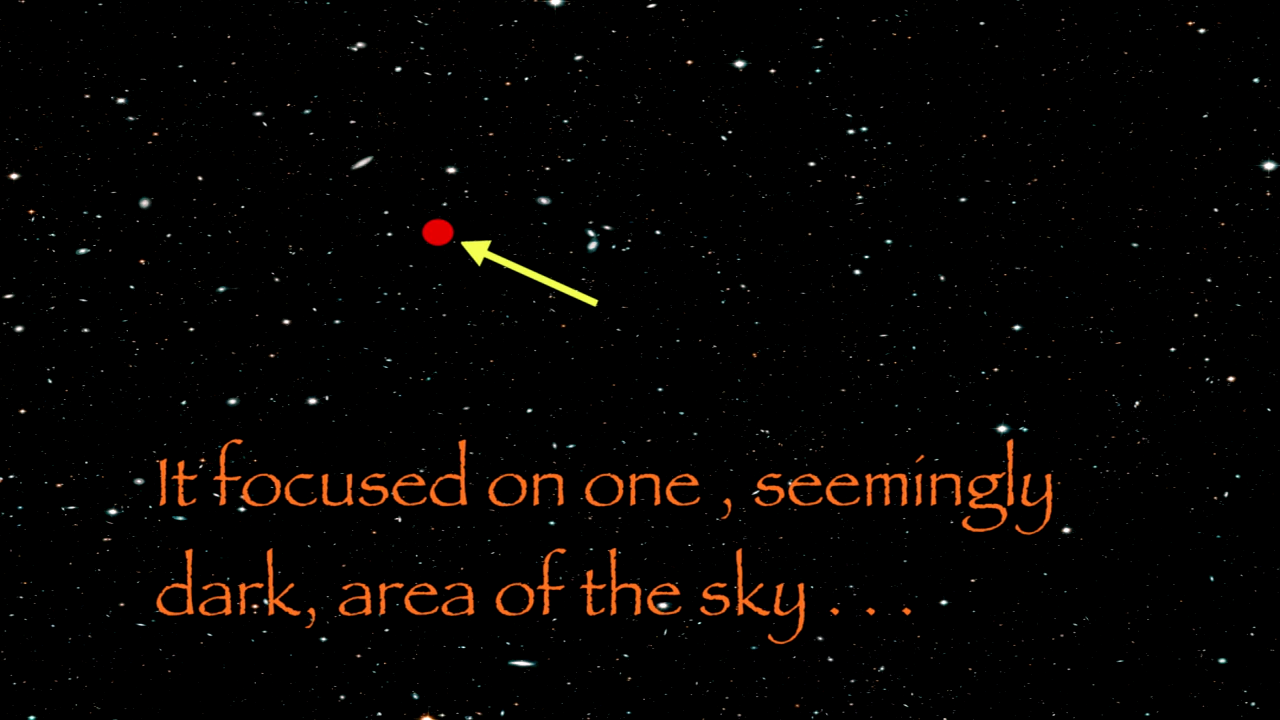 It focused on one , seemingly
dark, area of the sky . . .